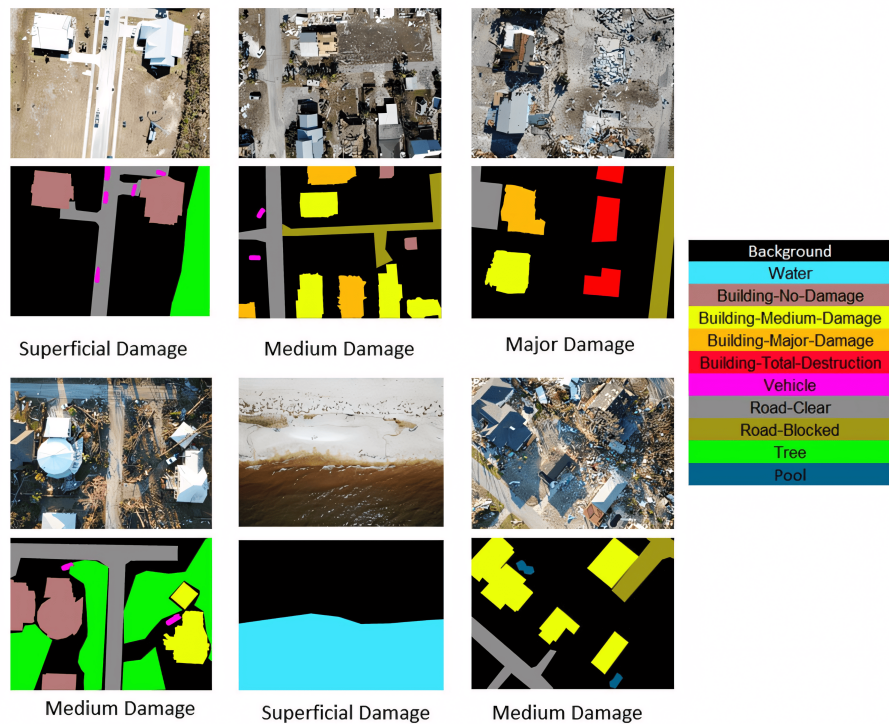 Superficial Damage
Medium Damage
Major Damage
Background
Water
Building-No-Damage
Building-Medium-Damage
Building-Major-Damage
Building-Total-Destruction
Vehicle
Road-Clear
Road-Blocked
Tree
Pool
Medium Damage
Superficial Damage
Medium Damage